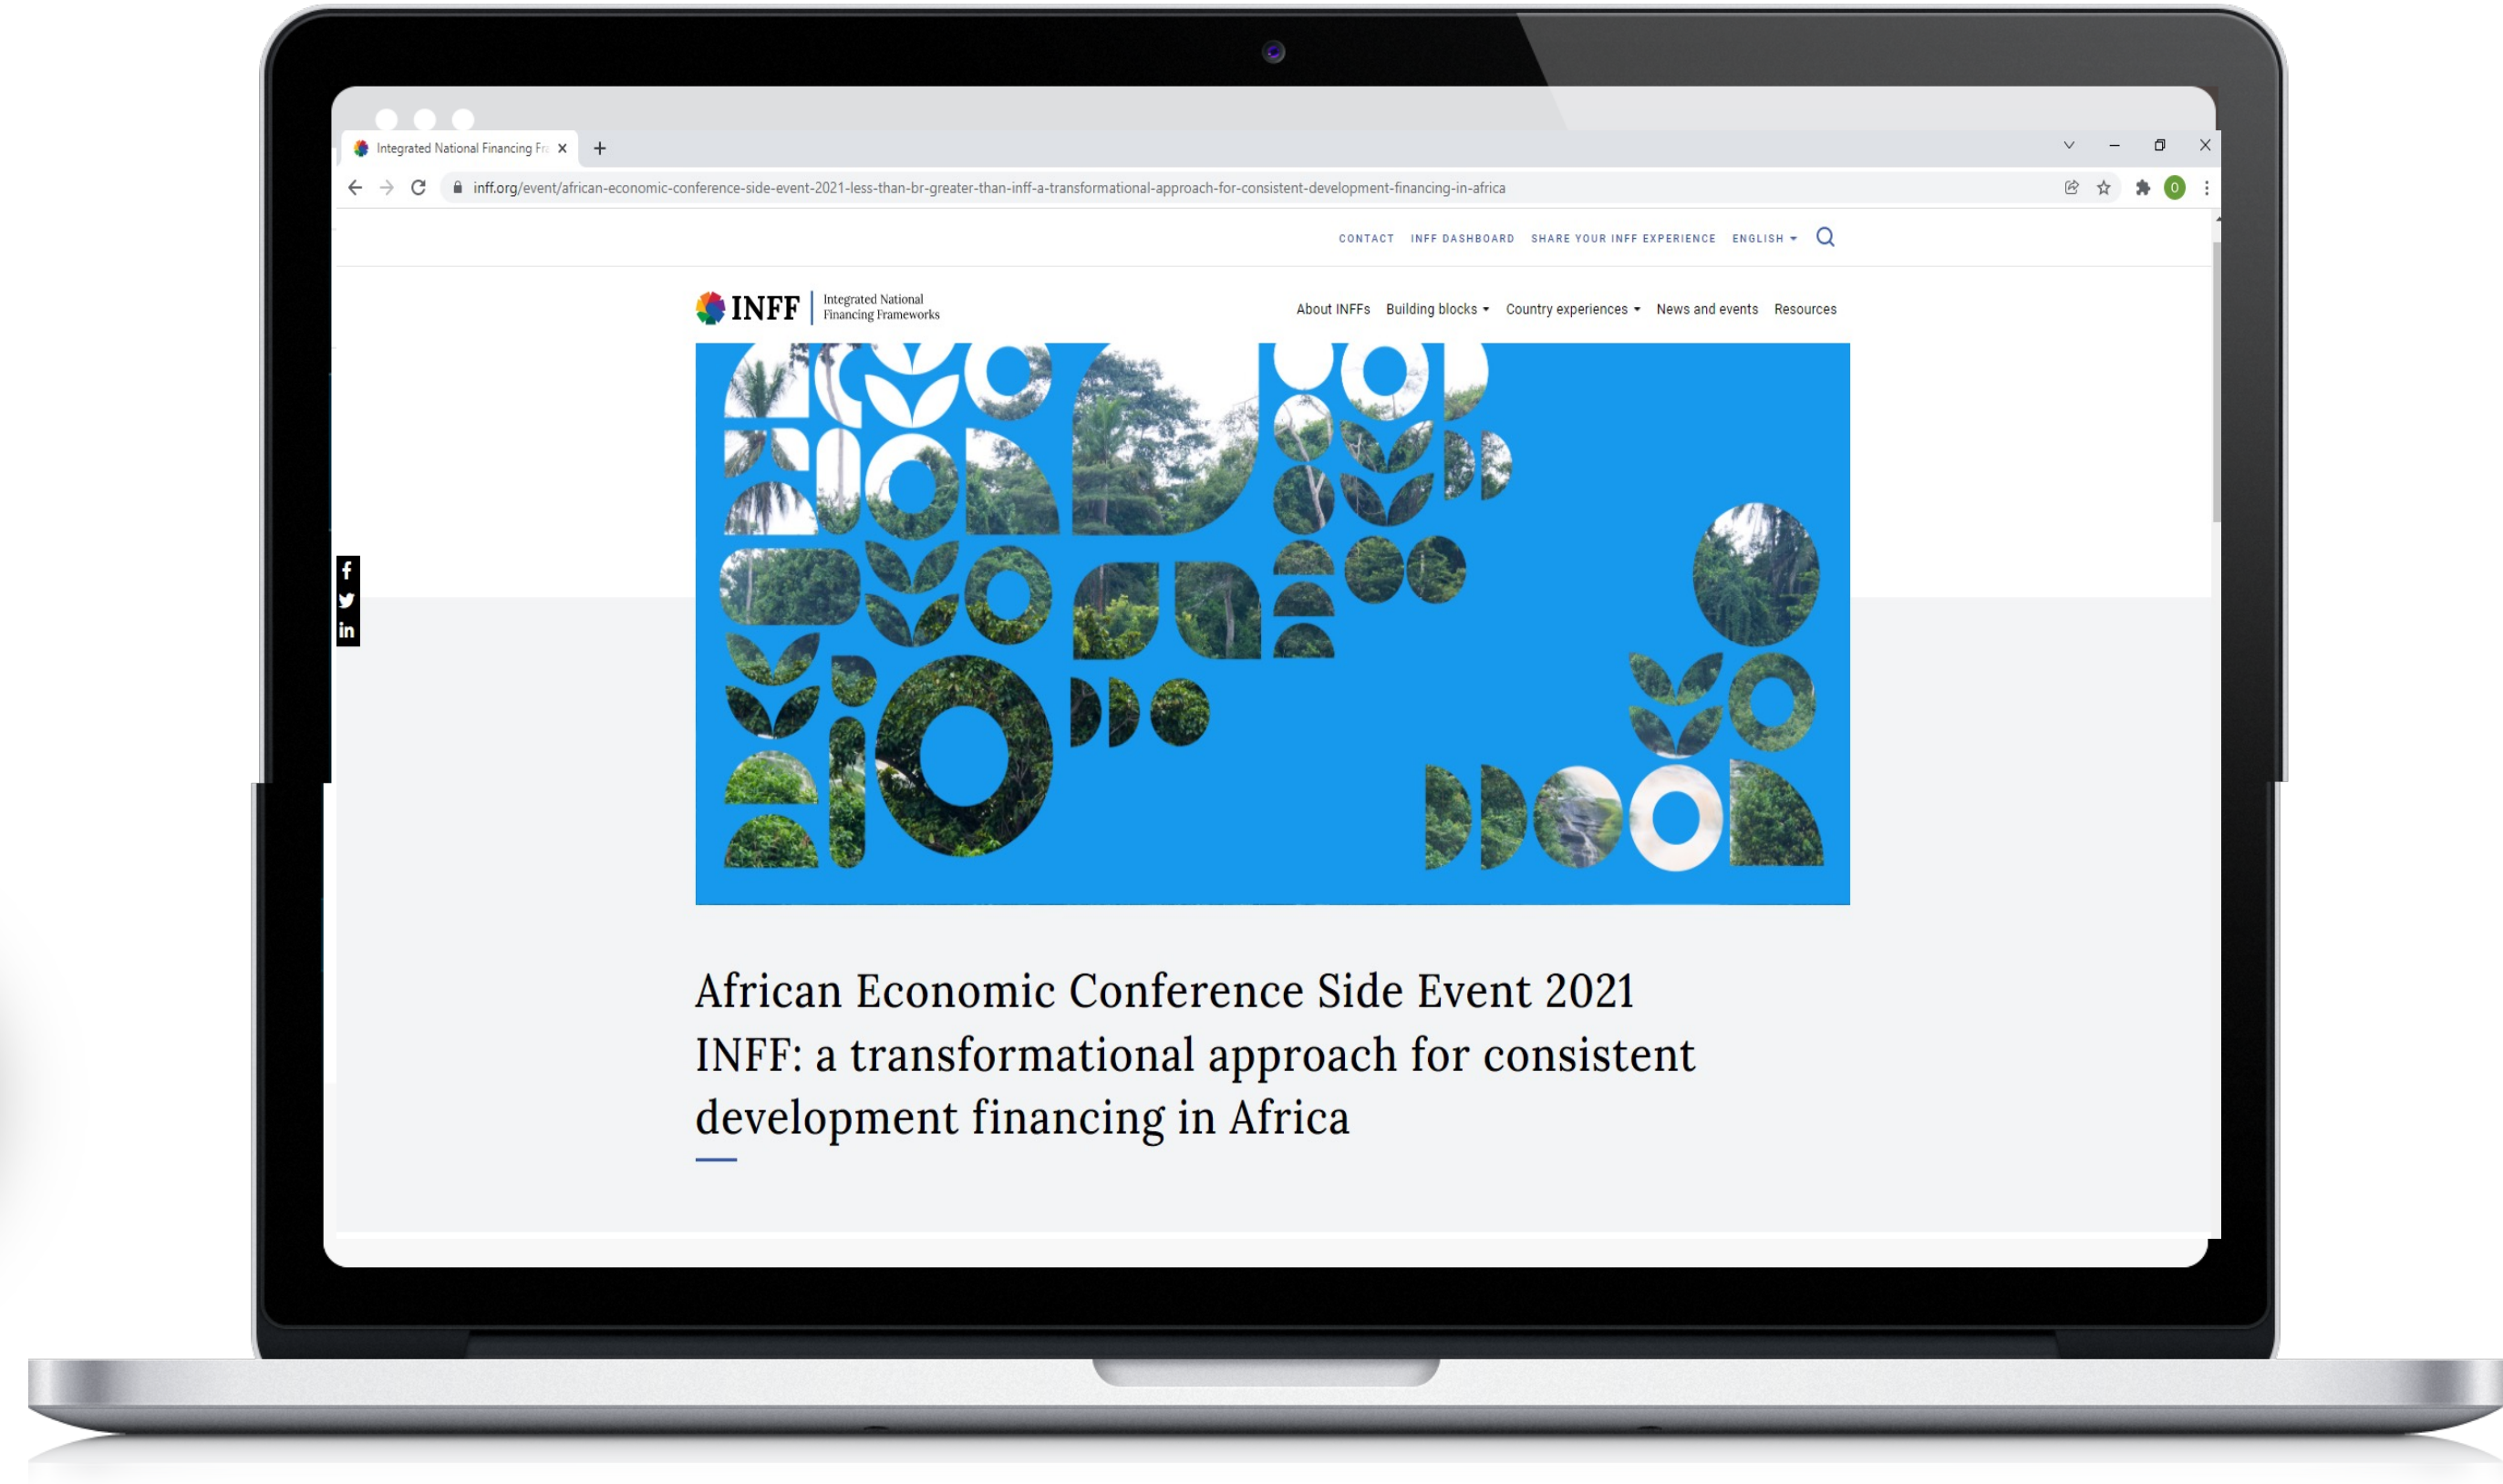 Integrated National Financing Fra
inff.org/event/african-economic-conference-side-event-2021-less-than-br-greater-than-inff-a-transformational-approach-for-consistent-development-financing-in-africa
O
CONTACT INFF DASHBOARD SHARE YOUR INFF EXPERIENCE ENGLISH
INFF
Integrated National
Financing Frameworks
About INFFs Building blocks Country experiences News and events Resources
f
in
African Economic Conference Side Event 2021
INFF: a transformational approach for consistent
development financing in Africa